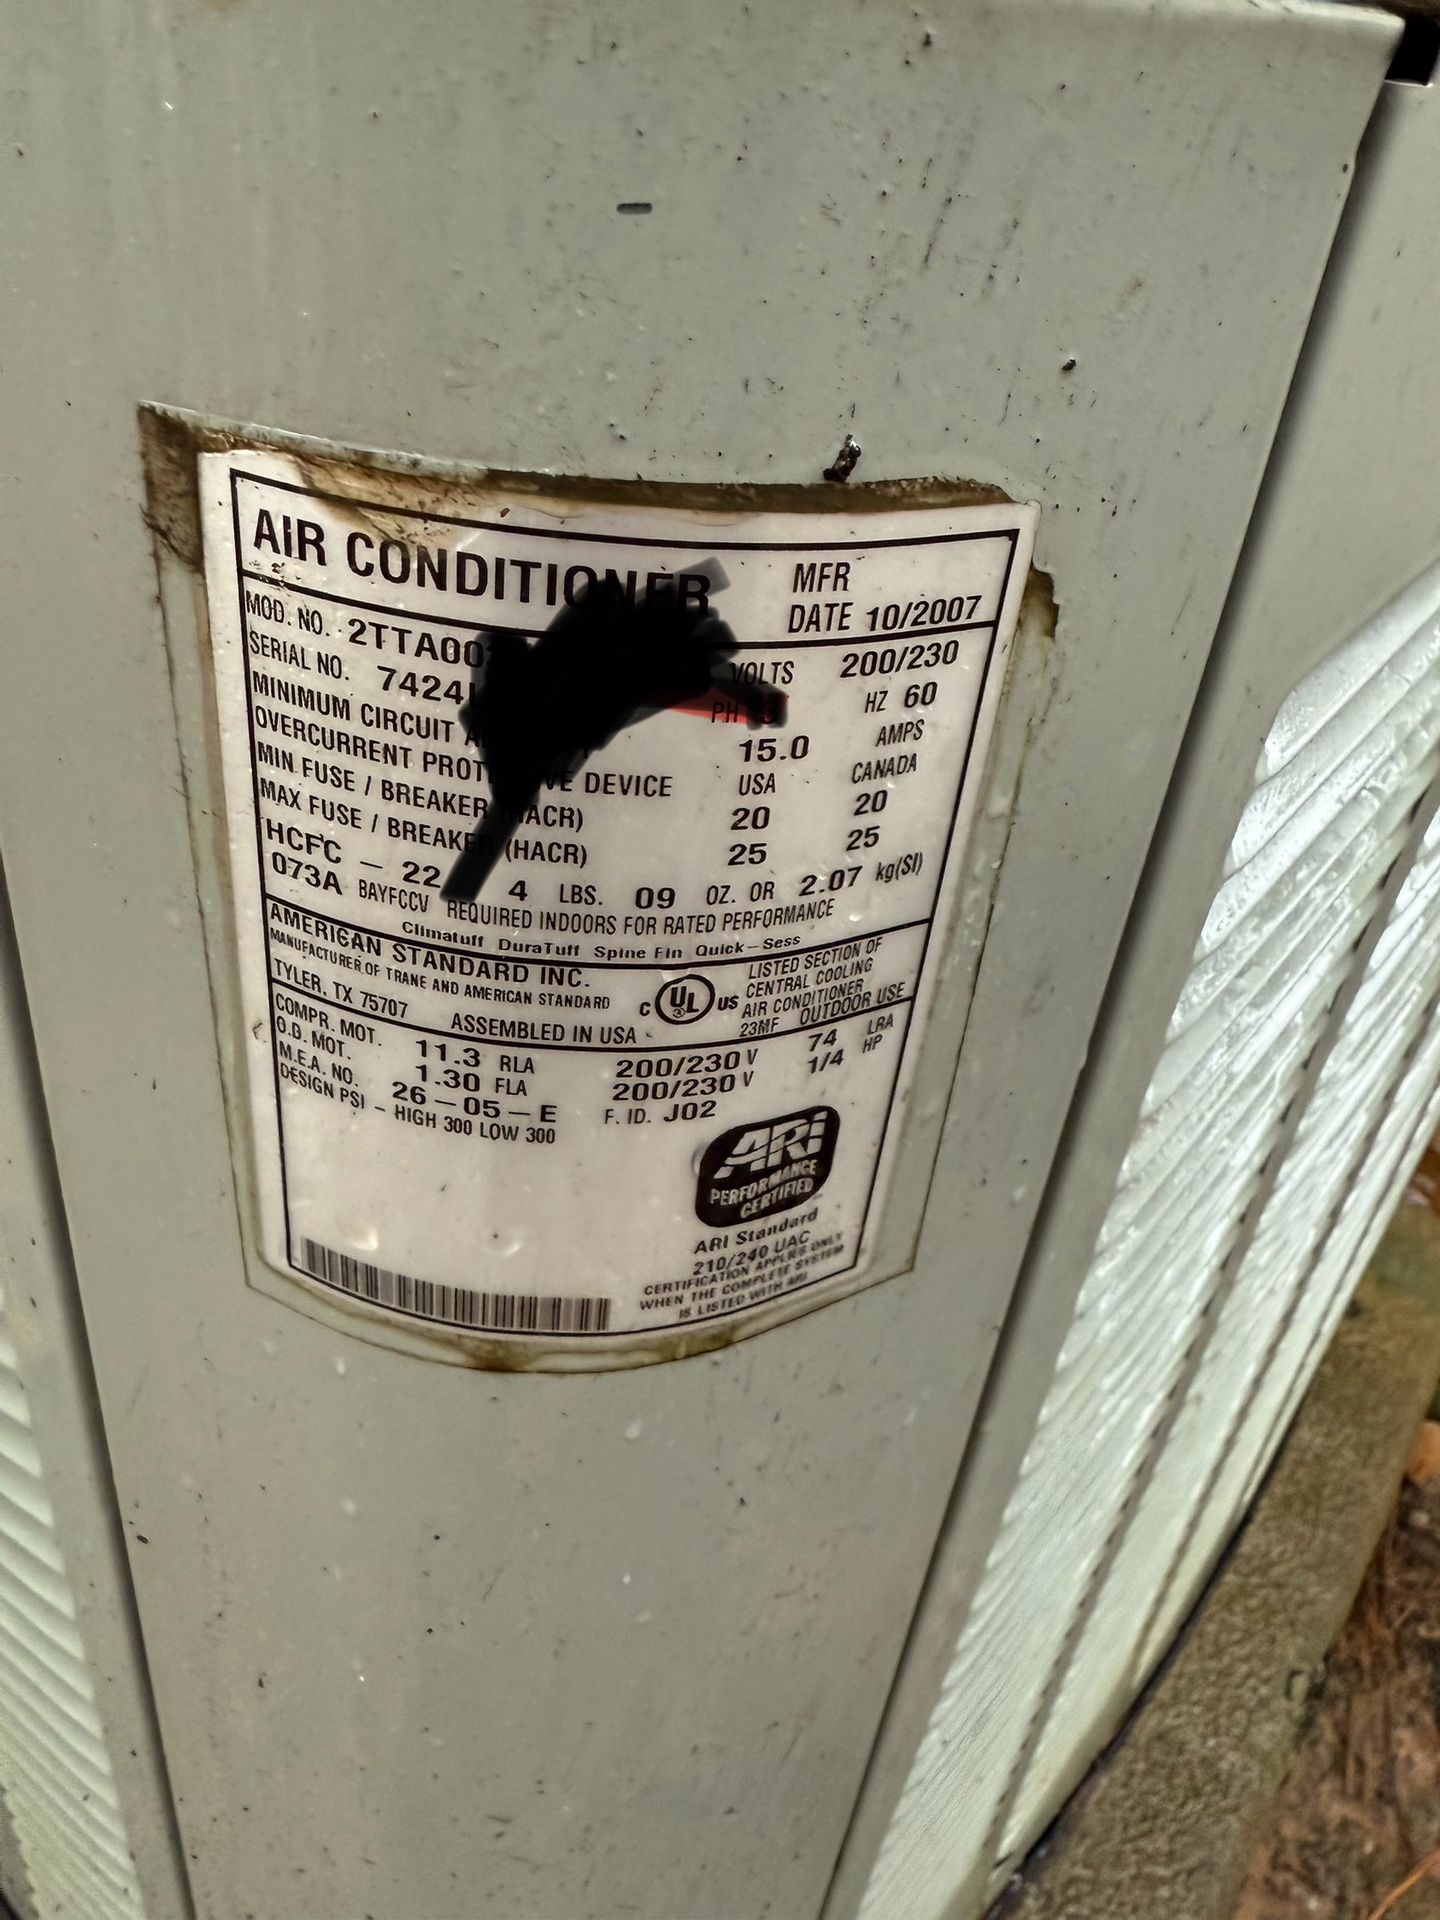 AIR CONDITIONER
MFR
DATE 10/2007
MOD. NO. 2TTA00
VOLTS 200/230
SERIAL NO. 7424
PH 3 HZ 60
MINIMUM CIRCUIT 15.0 AMPS
OVERCURRENT PROTECTIVE DEVICE USA CANADA
MIN FUSE / BREAKER (HACR) 20 20
MAX FUSE / BREAKER (HACR) 25 25
HCFC - 22 4 LBS. 09 OZ. OR 2.07 kg(SI)
073A BAYFCCV REQUIRED INDOORS FOR RATED PERFORMANCE
Climatuff DuraTuff Spine Fin Quick-Sess
AMERICAN STANDARD INC.
MANUFACTURER OF TRANE AND AMERICAN STANDARD
TYLER, TX 75707 ASSEMBLED IN USA
C UL US
LISTED SECTION OF
CENTRAL COOLING
AIR CONDITIONER
23MF OUTDOOR USE
COMPR. MOT. 11.3 RLA 200/230 V 74 LRA
O.D. MOT. 1.30 FLA 200/230 V 1/4 HP
M.E.A. NO. 26-05-E F. ID. J02
DESIGN PSI - HIGH 300 LOW 300
ARI
PERFORMANCE
CERTIFIED
ARI Standard
210/240 UAC
CERTIFICATION APPLIES ONLY
WHEN THE COMPLETE SYSTEM
IS LISTED WITH ARI